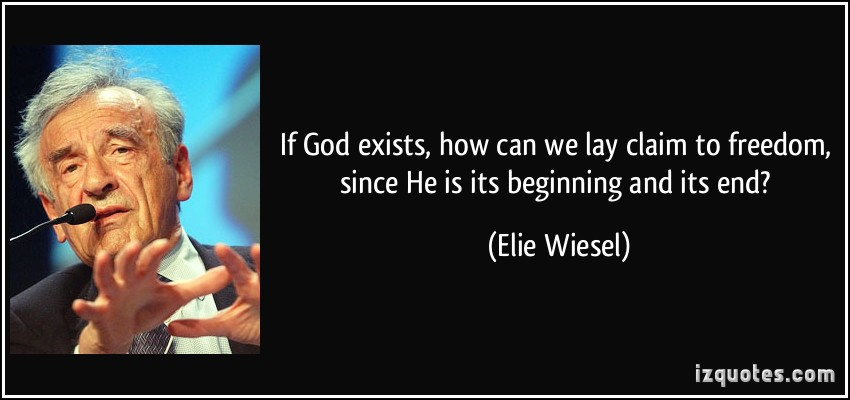 If God exists, how can we lay claim to freedom,
since He is its beginning and its end?
(Elie Wiesel)
izquotes.com